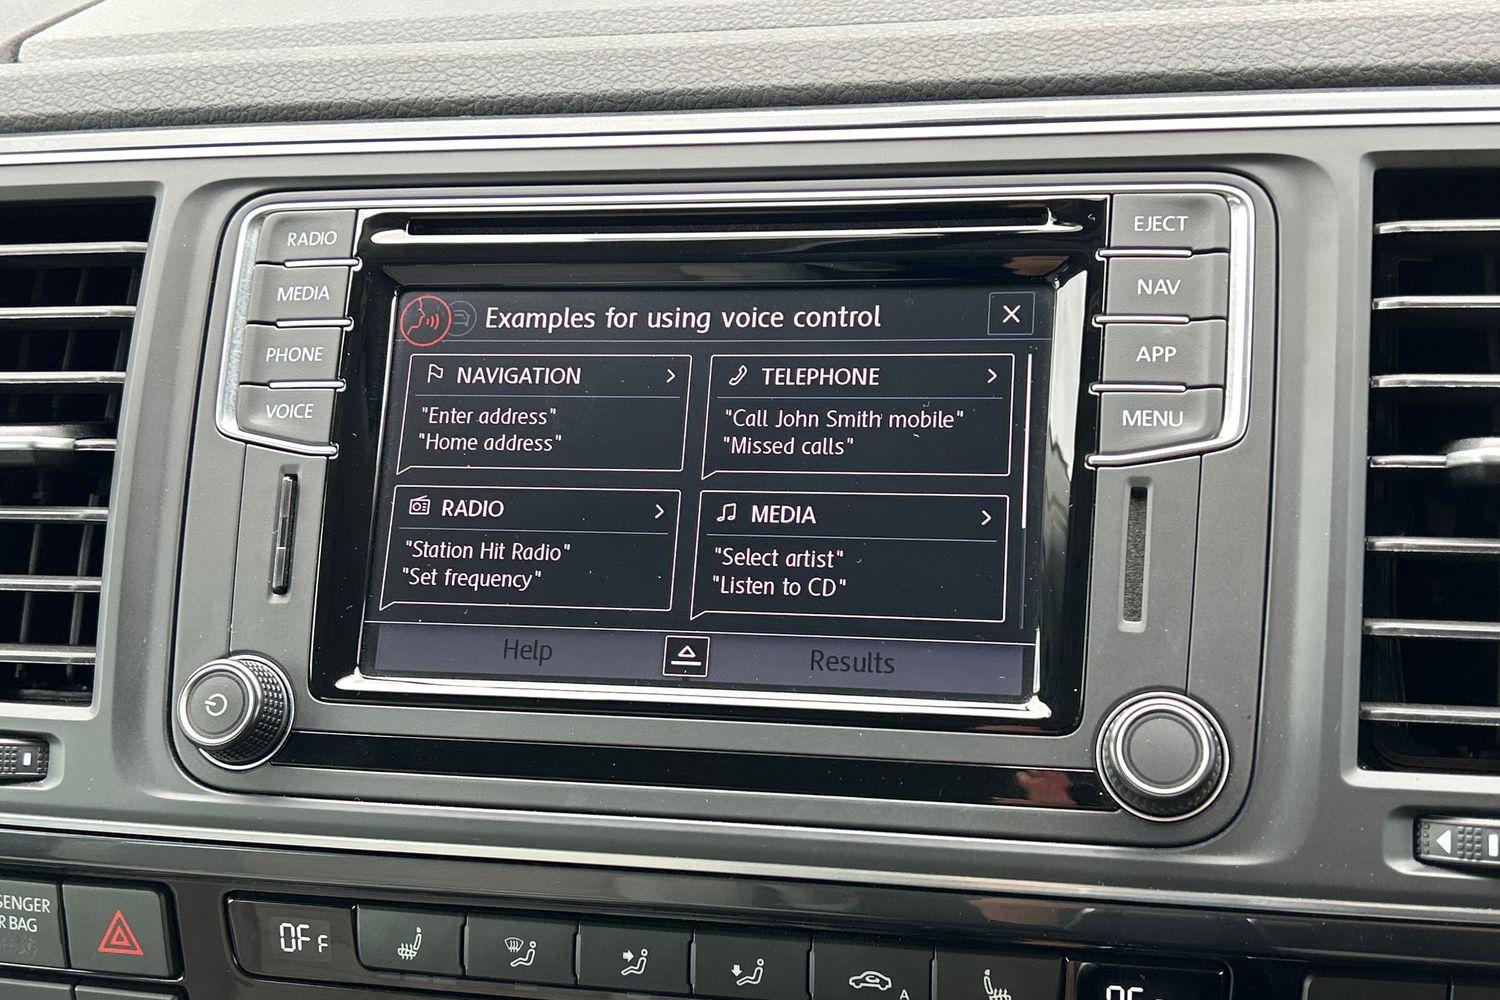 RADIO
MEDIA
PHONE
VOICE
EJECT
NAV
APP
MENU
Examples for using voice control
NAVIGATION
"Enter address"
"Home address"
TELEPHONE
"Call John Smith mobile"
"Missed calls"
RADIO
"Station Hit Radio"
"Set frequency"
MEDIA
"Select artist"
"Listen to CD"
Help
Results
OFF
A